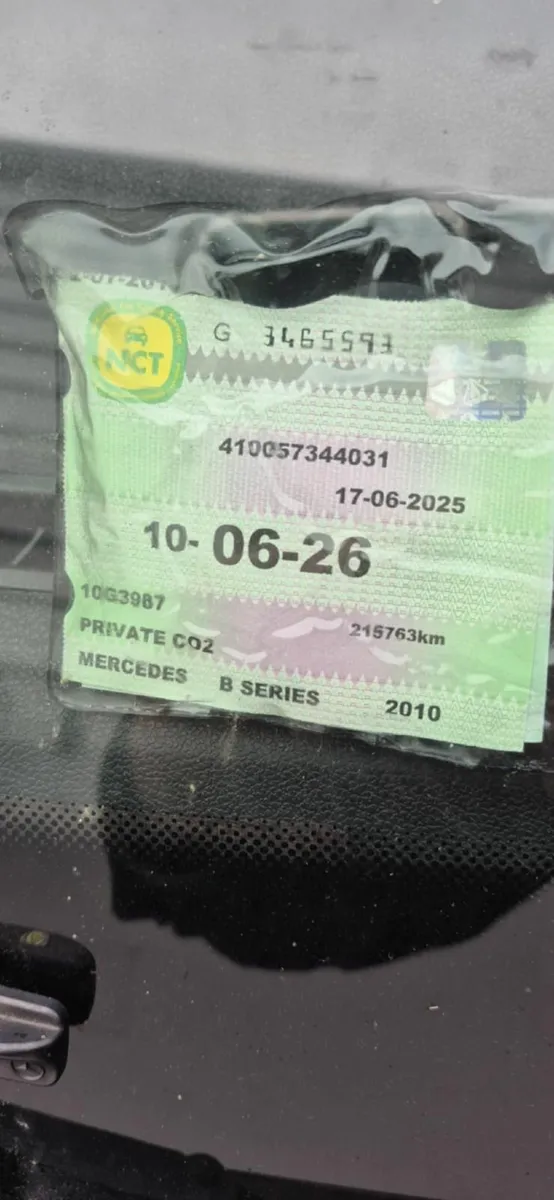 NCT
G 3465593
410057344031
17-06-2025
10- 06-26
10G3987
PRIVATE CO2 215763km
MERCEDES B SERIES 2010